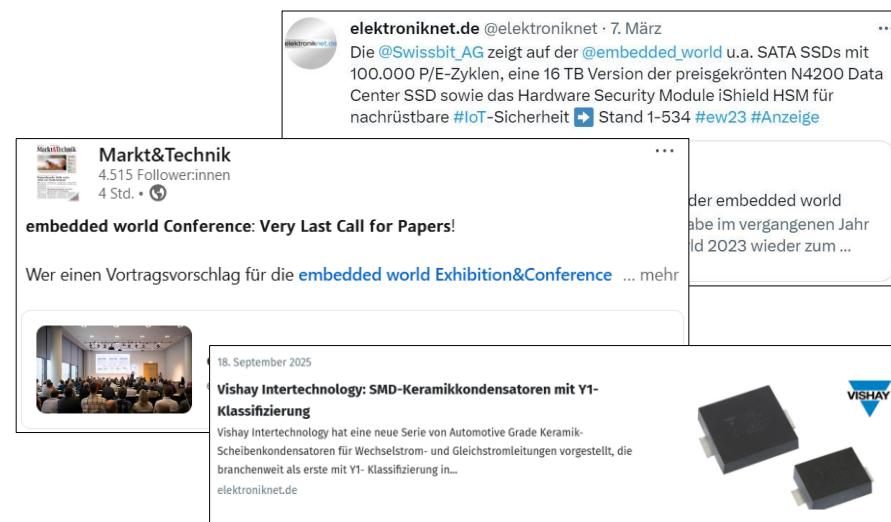 elektroniknet.de @elektroniknet · 7. März
elektroniknet.de
Die @Swissbit_AG zeigt auf der @embedded_world u.a. SATA SSDs mit
100.000 P/E-Zyklen, eine 16 TB Version der preisgekrönten N4200 Data
Center SSD sowie das Hardware Security Module iShield HSM für
nachrüstbare #IoT-Sicherheit ➡ Stand 1-534 #ew23 #Anzeige
der embedded world
abe im vergangenen Jahr
ld 2023 wieder zum ...
Markt&Technik
Markt&Technik
4.515 Follower:innen
4 Std. •
embedded world Conference: Very Last Call for Papers!
Wer einen Vortragsvorschlag für die embedded world Exhibition&Conference ... mehr
18. September 2025
Vishay Intertechnology: SMD-Keramikkondensatoren mit Y1-
Klassifizierung
Vishay Intertechnology hat eine neue Serie von Automotive Grade Keramik-
Scheibenkondensatoren für Wechselstrom- und Gleichstromleitungen vorgestellt, die
branchenweit als erste mit Y1- Klassifizierung in...
elektroniknet.de
VISHAY